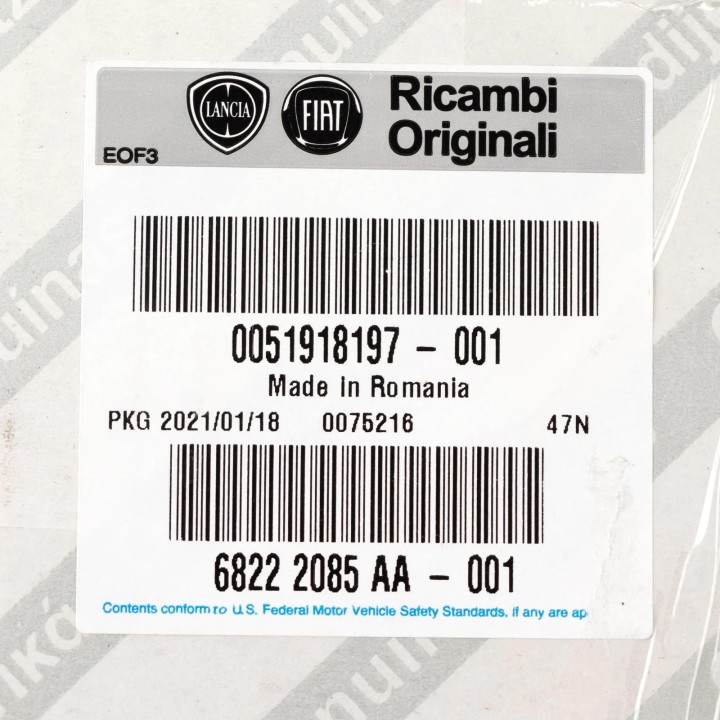 LANCIA FIAT Ricambi
Originali
EOF3
0051918197 - 001
Made in Romania
PKG 2021/01/18 0075216 47N
6822 2085 AA - 001
Contents conform to U.S. Federal Motor Vehicle Safety Standards, if any are ap